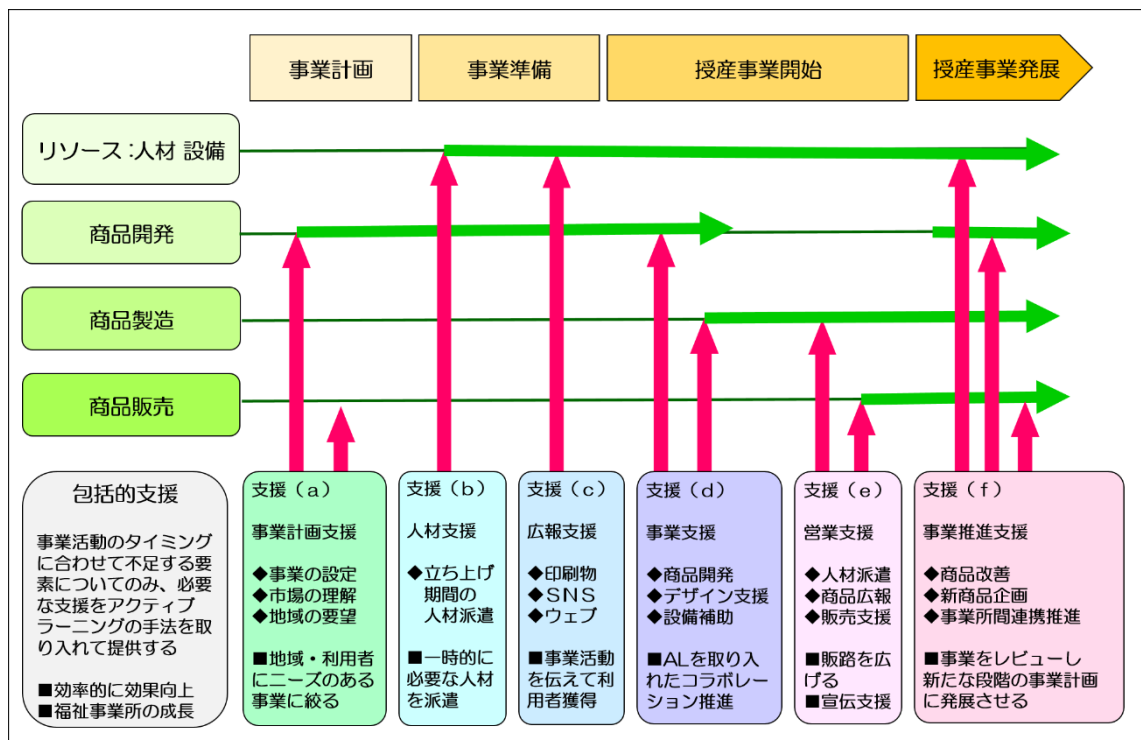 事業計画
事業準備
授産事業開始
授産事業発展
リソース:人材 設備
商品開発
商品製造
商品販売
包括的支援
事業活動のタイミング
に合わせて不足する要
素についてのみ、必要
な支援をアクティブ
ラーニングの手法を取
り入れて提供する
■効率的に効果向上
■福祉事業所の成長
支援(a)
事業計画支援
◆事業の設定
◆市場の理解
◆地域の要望
■地域・利用者
にニーズのある
事業に絞る
支援(b)
人材支援
◆立ち上げ
期間の
人材派遣
■一時的に
必要な人材
を派遣
支援(c)
広報支援
◆印刷物
◆SNS
◆ウェブ
■事業活動
を伝えて利
用者獲得
支援(d)
事業支援
◆商品開発
◆デザイン支援
◆設備補助
■ALを取り入
れたコラボレー
ション推進
支援(e)
営業支援
◆人材派遣
◆商品広報
◆販売支援
■販路を広
げる
■宣伝支援
支援(f)
事業推進支援
◆商品改善
◆新商品企画
◆事業所間連携推進
■事業をレビューし
新たな段階の事業計画
に発展させる